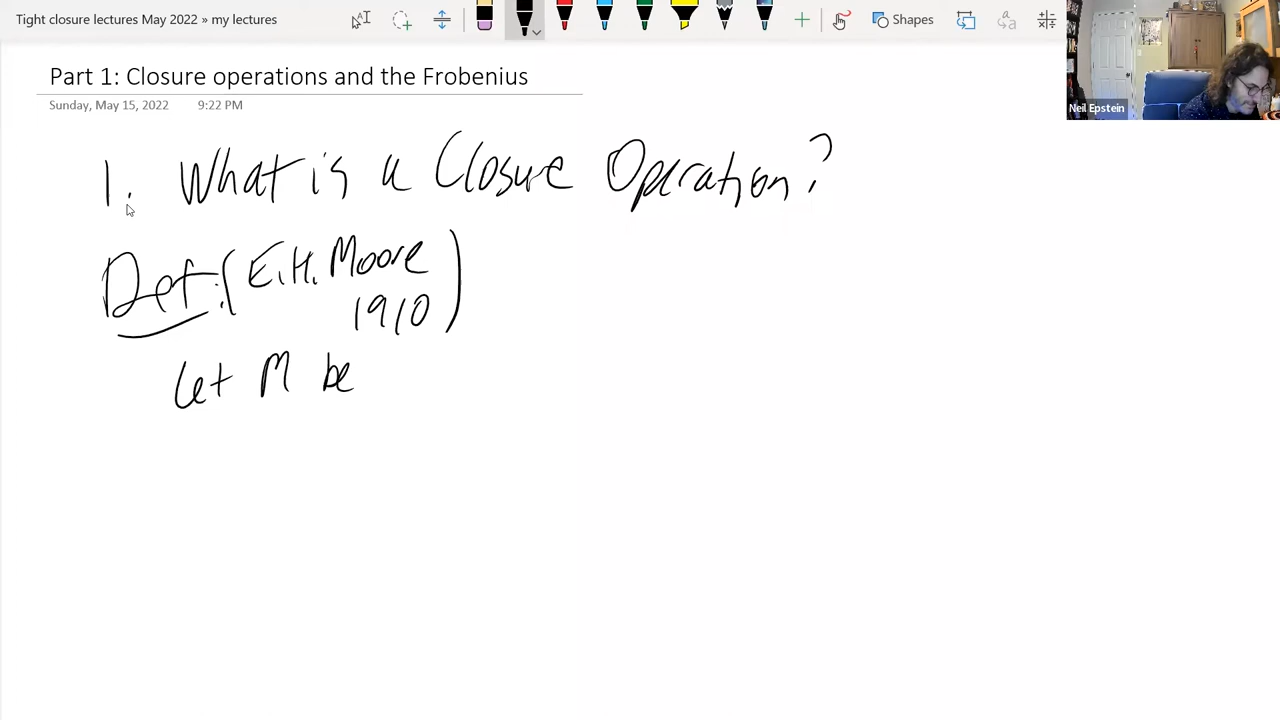 Tight closure lectures May 2022 » my lectures
Shapes
Part 1: Closure operations and the Frobenius
Sunday, May 15, 2022 9:22 PM
Neil Epstein
1. What is a Closure Operation?
Def: (E.H. Moore
1910)
Let M be